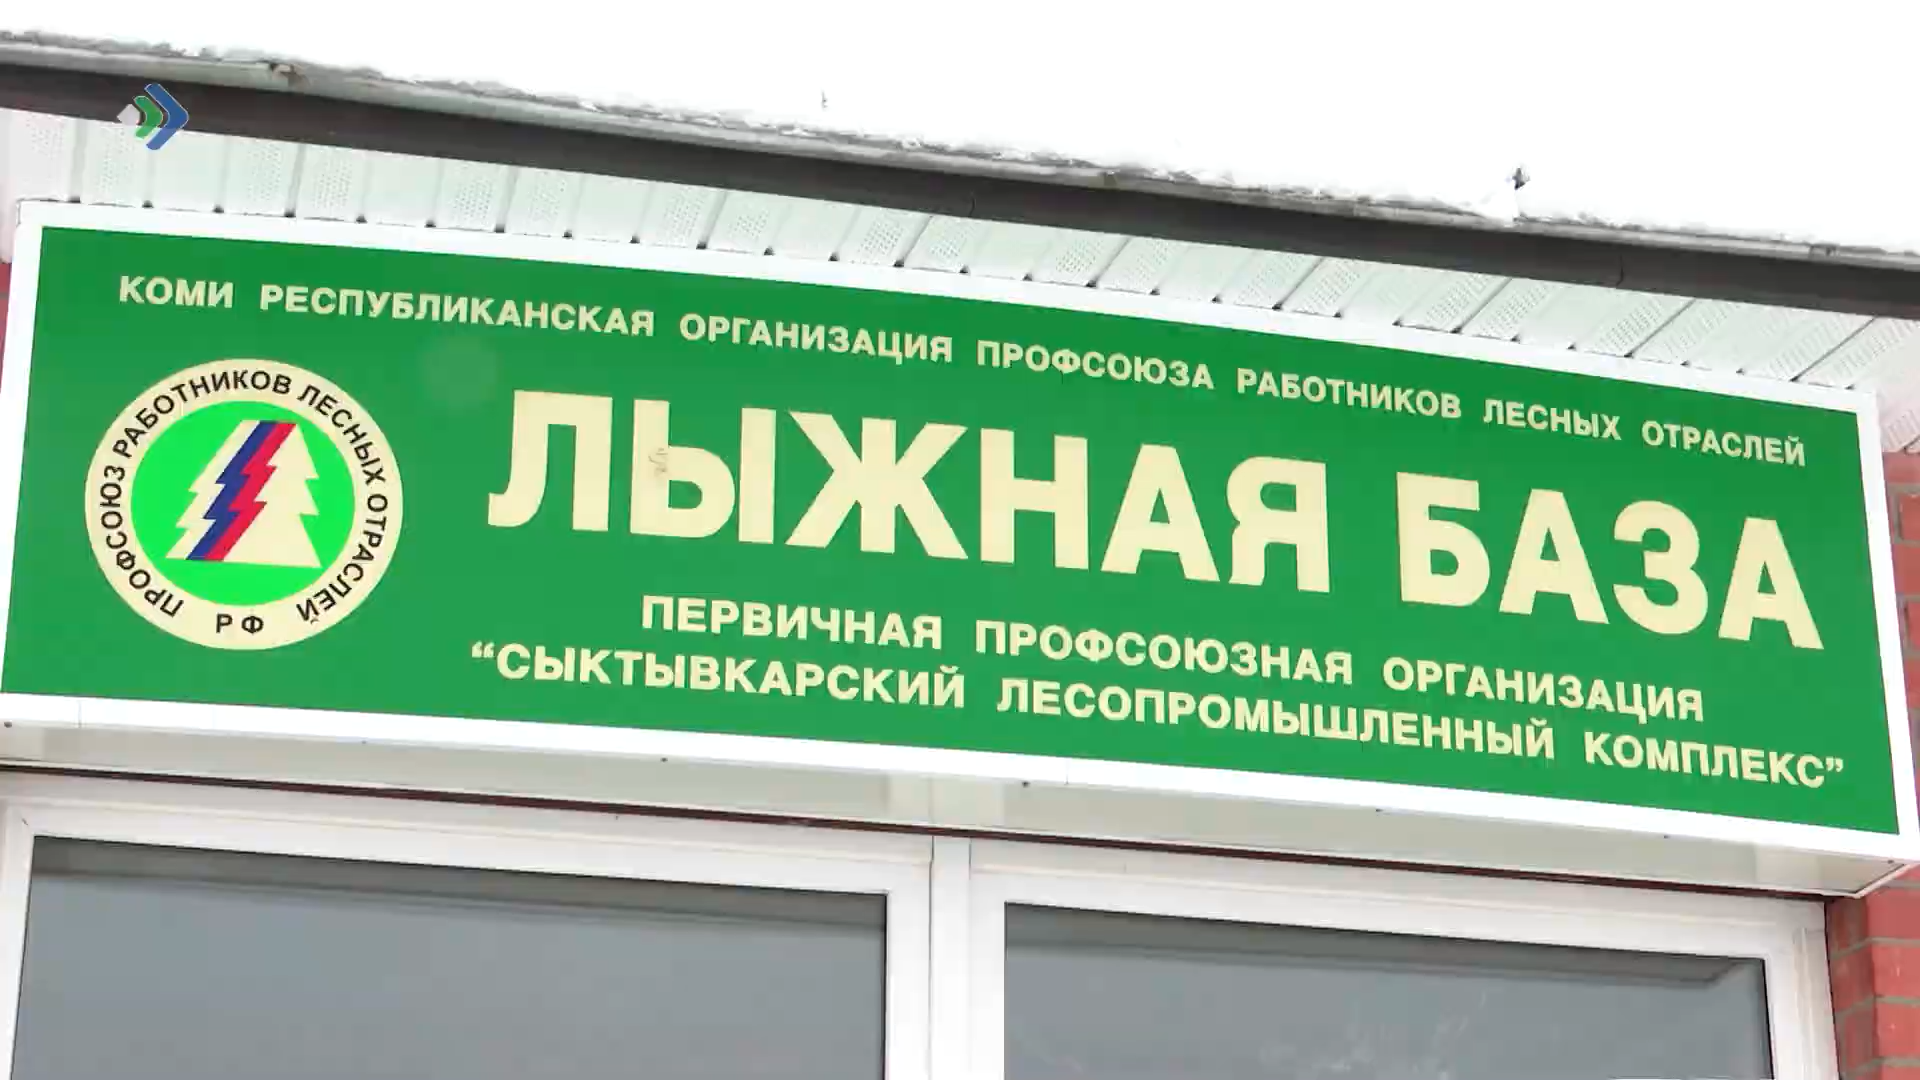 КОМИ РЕСПУБЛИКАНСКАЯ ОРГАНИЗАЦИЯ ПРОФСОЮЗА РАБОТНИКОВ ЛЕСНЫХ ОТРАСЛЕЙ
ПРОФСОЮЗ РАБОТНИКОВ ЛЕСНЫХ ОТРАСЛЕЙ
РФ
ЛЫЖНАЯ БАЗА
ПЕРВИЧНАЯ ПРОФСОЮЗНАЯ ОРГАНИЗАЦИЯ
“СЫКТЫВКАРСКИЙ ЛЕСОПРОМЫШЛЕННЫЙ КОМПЛЕКС”